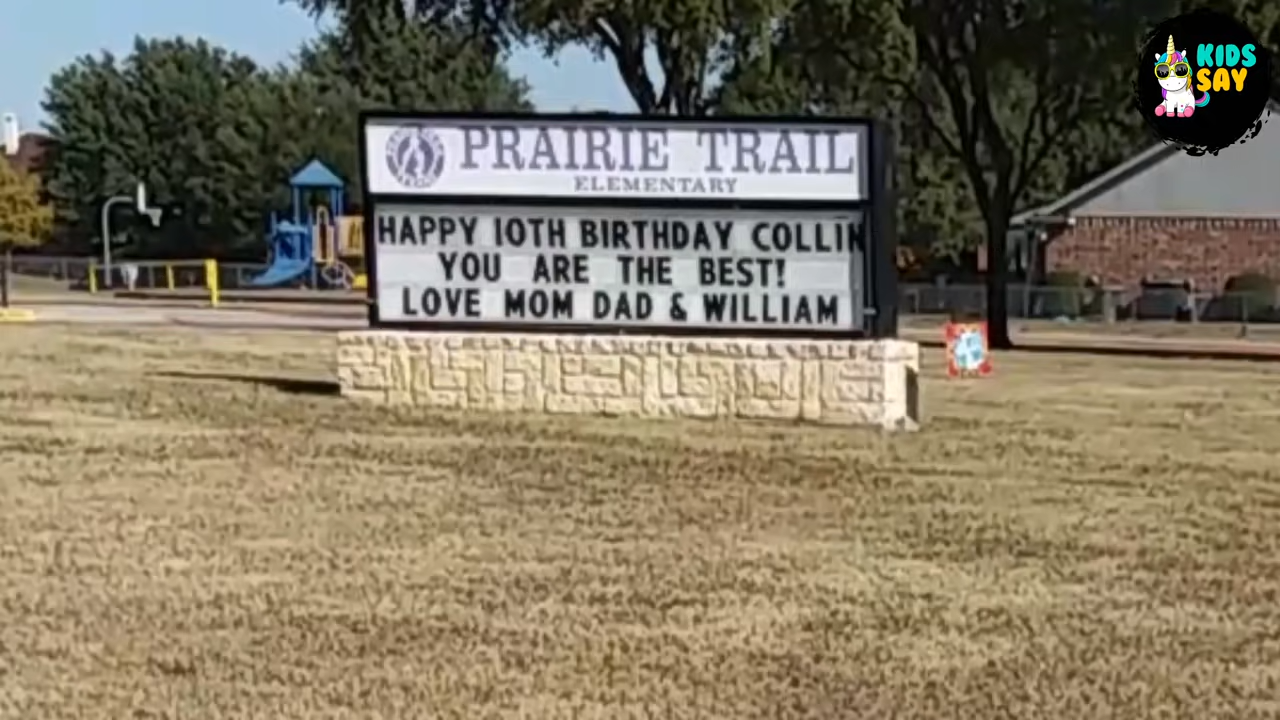 KIDS
SAY
PRAIRIE TRAIL
ELEMENTARY
HAPPY 10TH BIRTHDAY COLLIN
YOU ARE THE BEST!
LOVE MOM DAD & WILLIAM